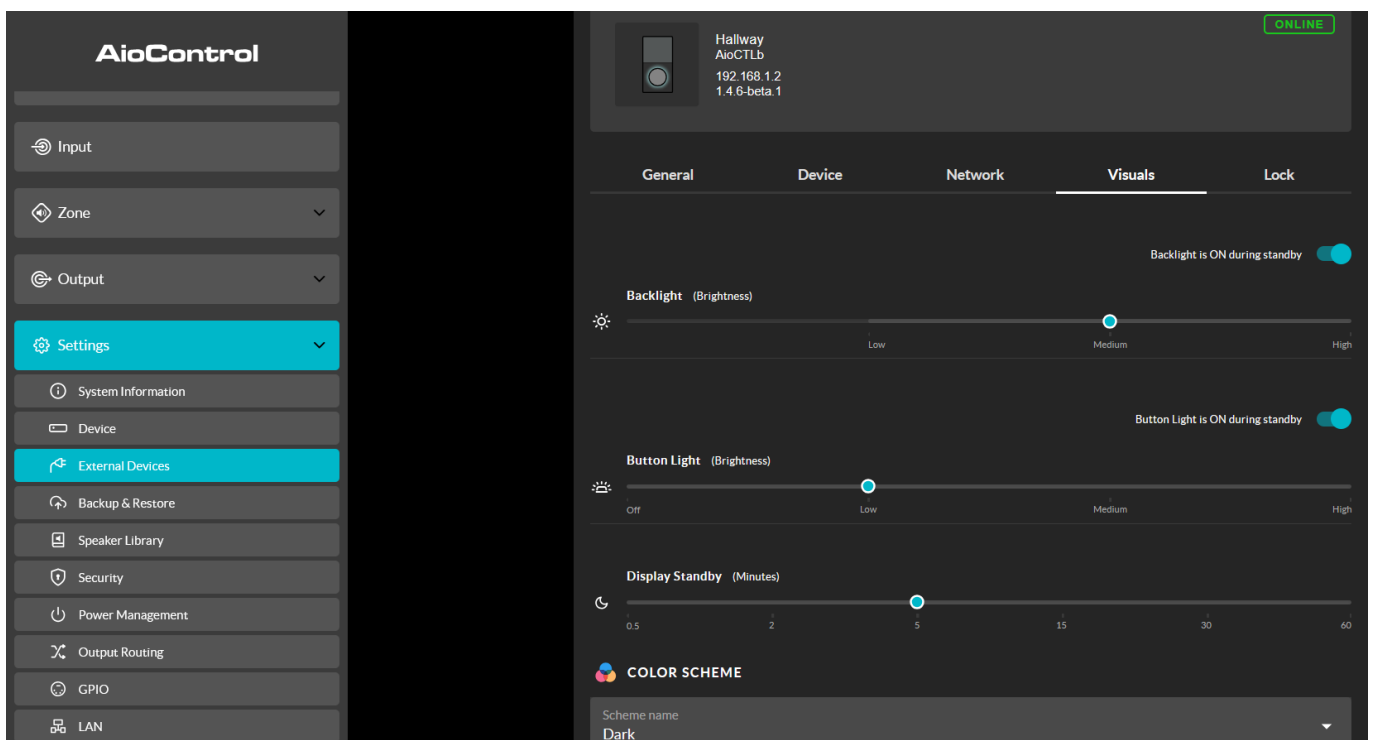 AioControl
Input
Zone
Output
Settings
System Information
Device
External Devices
Backup & Restore
Speaker Library
Security
Power Management
Output Routing
GPIO
LAN
Hallway
AioCTLb
192.168.1.2
1.4.6-beta.1
ONLINE
General Device Network Visuals Lock
Backlight is ON during standby
Backlight (Brightness)
Low Medium High
Button Light is ON during standby
Button Light (Brightness)
Off Low Medium High
Display Standby (Minutes)
0.5 2 5 15 30 60
COLOR SCHEME
Scheme name
Dark